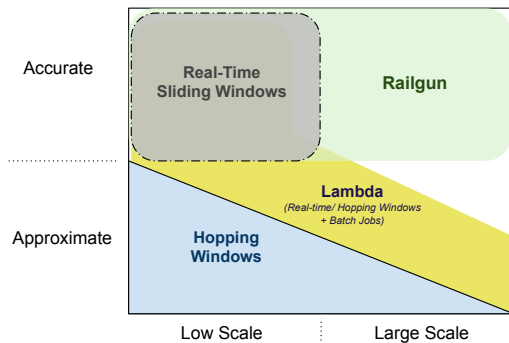 Accurate
Real-Time
Sliding Windows
Railgun
Lambda
(Real-time/ Hopping Windows
+ Batch Jobs)
Approximate
Hopping
Windows
Low Scale
Large Scale